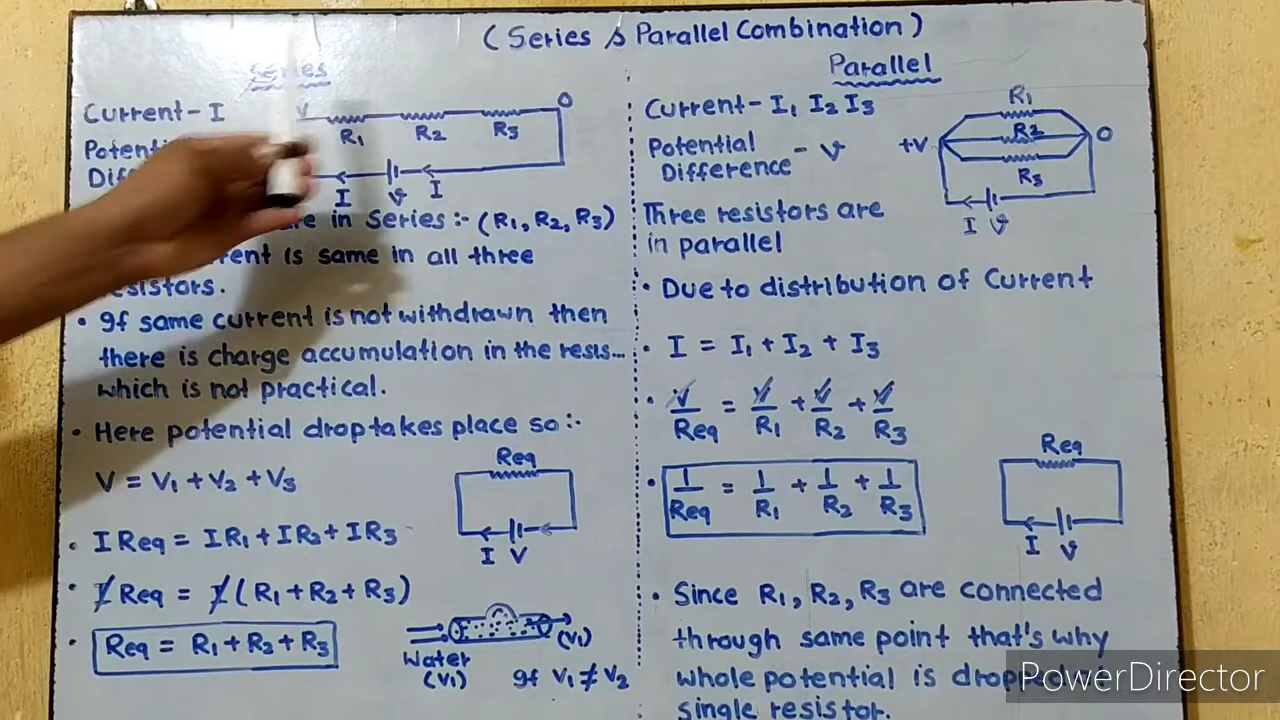 (Series & Parallel Combination)
Series
Current - I
V
O
R1 R2 R3
I V I
in Series :- (R1, R2, R3)
is same in all three
resistors.
• If same current is not withdrawn then
there is charge accumulation in the resis...
which is not practical.
• Here potential drop takes place so :-
V = V1 + V2 + V3
Req
I V
• I Req = IR1 + IR2 + IR3
• I Req = I (R1 + R2 + R3)
• Req = R1 + R2 + R3
Water
(V1)
(V1)
If V1 ≠ V2
Parallel
Current - I1 I2 I3
Potential
Difference - V
R1
R2
R3
+V
O
I V
Three resistors are
in parallel
• Due to distribution of Current
• I = I1 + I2 + I3
• V/Req = V/R1 + V/R2 + V/R3
• 1/Req = 1/R1 + 1/R2 + 1/R3
Req
I V
• Since R1, R2, R3 are connected
through same point that's why
whole potential is
single resistor.
PowerDirector